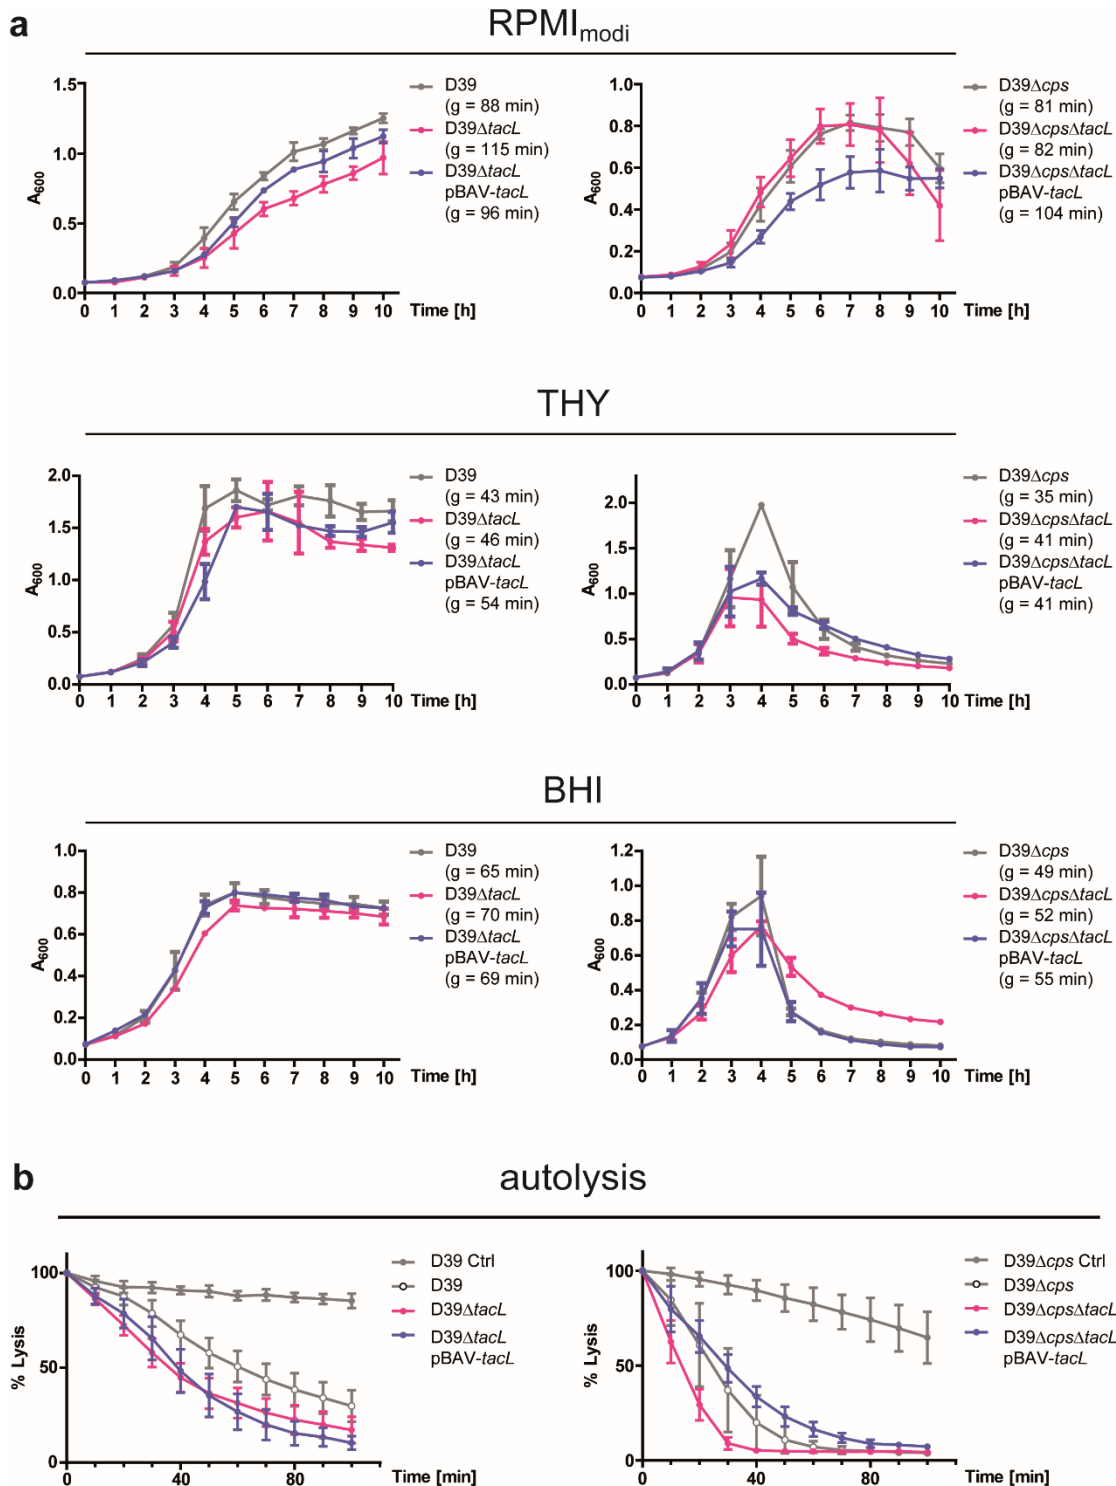 a
RPMImodi
1.5
1.0
0.5
0.0
A600
0 1 2 3 4 5 6 7 8 9 10 Time [h]
D39
(g = 88 min)
D39ΔtacL
(g = 115 min)
D39ΔtacL
pBAV-tacL
(g = 96 min)
1.0
0.8
0.6
0.4
0.2
0.0
A600
0 1 2 3 4 5 6 7 8 9 10 Time [h]
D39Δcps
(g = 81 min)
D39ΔcpsΔtacL
(g = 82 min)
D39ΔcpsΔtacL
pBAV-tacL
(g = 104 min)
THY
2.0
1.5
1.0
0.5
0.0
A600
0 1 2 3 4 5 6 7 8 9 10 Time [h]
D39
(g = 43 min)
D39ΔtacL
(g = 46 min)
D39ΔtacL
pBAV-tacL
(g = 54 min)
2.0
1.5
1.0
0.5
0.0
A600
0 1 2 3 4 5 6 7 8 9 10 Time [h]
D39Δcps
(g = 35 min)
D39ΔcpsΔtacL
(g = 41 min)
D39ΔcpsΔtacL
pBAV-tacL
(g = 41 min)
BHI
1.0
0.8
0.6
0.4
0.2
0.0
A600
0 1 2 3 4 5 6 7 8 9 10 Time [h]
D39
(g = 65 min)
D39ΔtacL
(g = 70 min)
D39ΔtacL
pBAV-tacL
(g = 69 min)
1.2
1.0
0.8
0.6
0.4
0.2
0.0
A600
0 1 2 3 4 5 6 7 8 9 10 Time [h]
D39Δcps
(g = 49 min)
D39ΔcpsΔtacL
(g = 52 min)
D39ΔcpsΔtacL
pBAV-tacL
(g = 55 min)
b
autolysis
100
50
0
% Lysis
0 40 80 Time [min]
D39 Ctrl
D39
D39ΔtacL
D39ΔtacL
pBAV-tacL
100
50
0
% Lysis
0 40 80 Time [min]
D39Δcps Ctrl
D39Δcps
D39ΔcpsΔtacL
D39ΔcpsΔtacL
pBAV-tacL